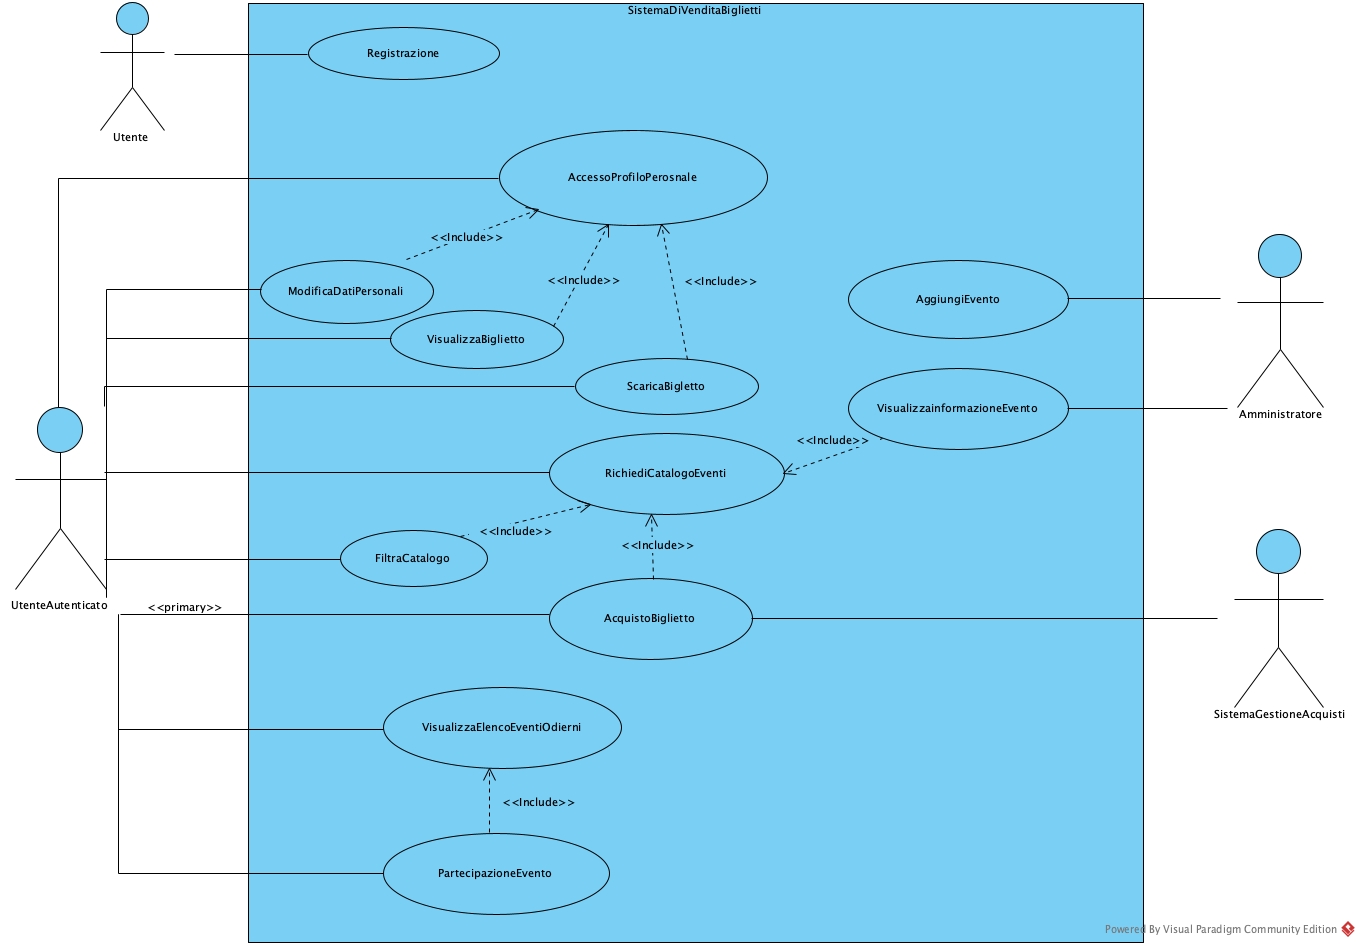 SistemaDiVenditaBiglietti
Registrazione
Utente
AccessoProfiloPerosnale
<<Include>>
<<Include>>
<<Include>>
ModificaDatiPersonali
AggiungiEvento
VisualizzaBiglietto
ScaricaBigletto
VisualizzainformazioneEvento
Amministratore
<<Include>>
RichiediCatalogoEventi
<<Include>>
<<Include>>
FiltraCatalogo
UtenteAutenticato
<<primary>>
AcquistoBiglietto
SistemaGestioneAcquisti
VisualizzaElencoEventiOdierni
<<Include>>
PartecipazioneEvento
Powered By Visual Paradigm Community Edition